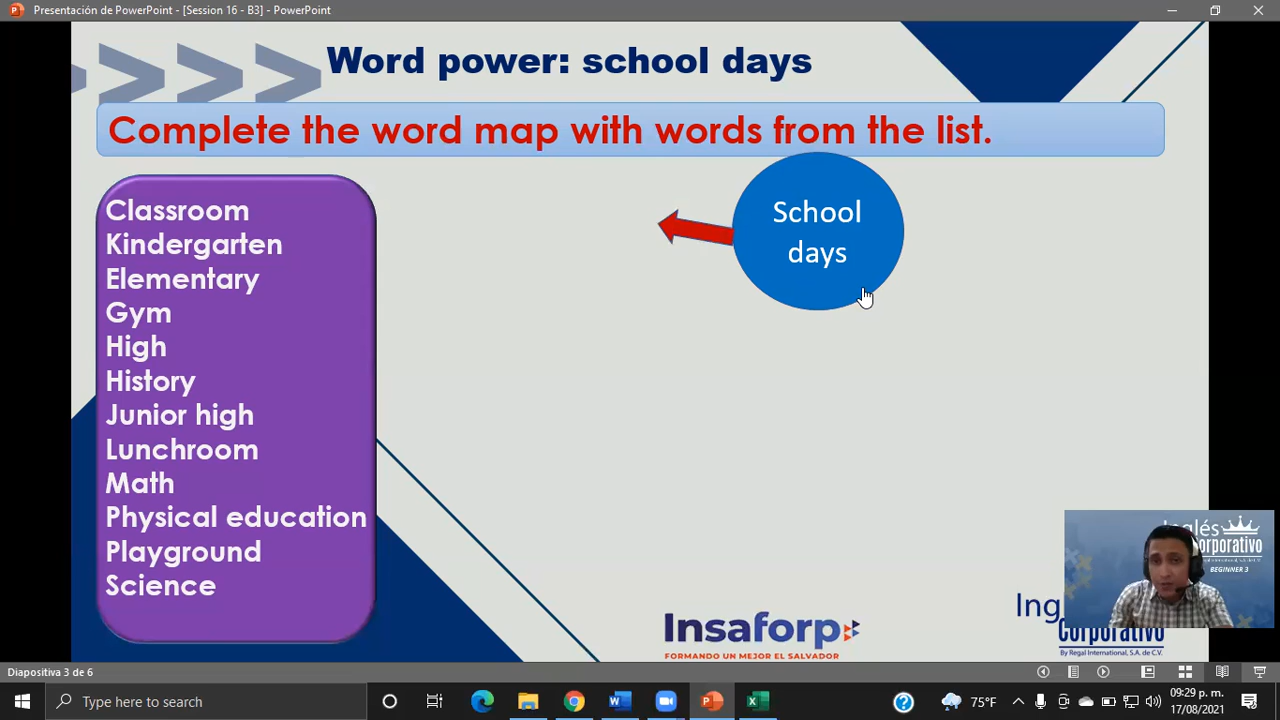 Presentación de PowerPoint - [Session 16 - B3] - PowerPoint
Word power: school days
Complete the word map with words from the list.
Classroom
Kindergarten
Elementary
Gym
High
History
Junior high
Lunchroom
Math
Physical education
Playground
Science
School
days
Inglés
orporativo
BEGINNER 3
Insaforp
FORMANDO UN MEJOR EL SALVADOR
Ing
Corporativo
By Regal International, S.A. de C.V.
Diapositiva 3 de 6
Type here to search
75°F
09:29 p. m.
17/08/2021